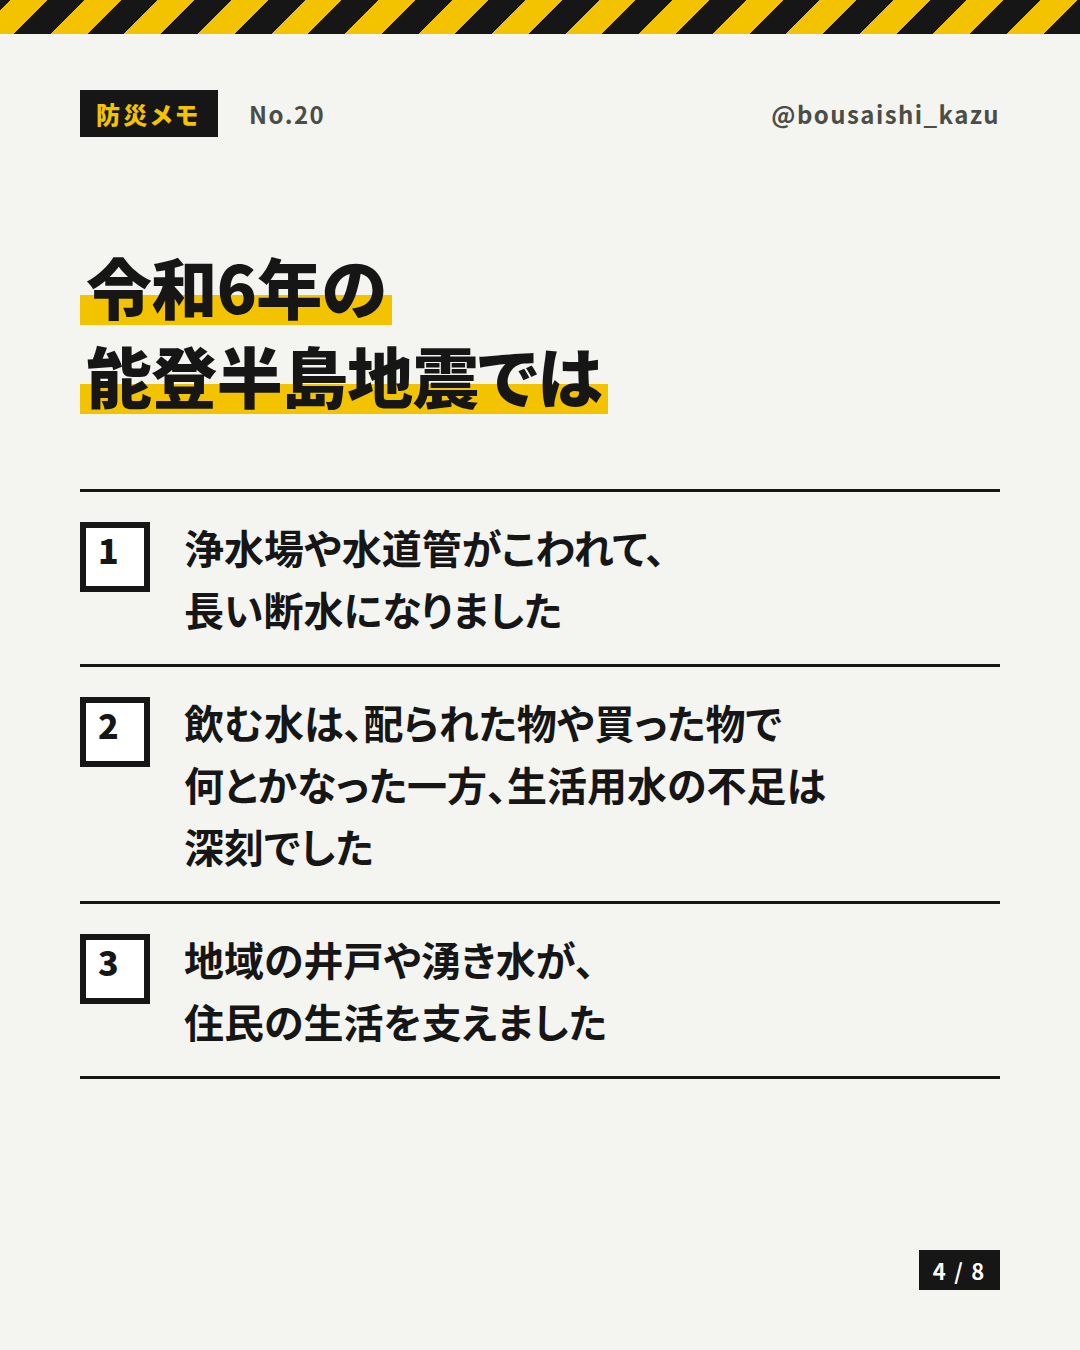 防災メモ No.20 @bousaishi_kazu
令和6年の
能登半島地震では
1 浄水場や水道管がこわれて、
長い断水になりました
2 飲む水は、配られた物や買った物で
何とかなった一方、生活用水の不足は
深刻でした
3 地域の井戸や湧き水が、
住民の生活を支えました
4 / 8